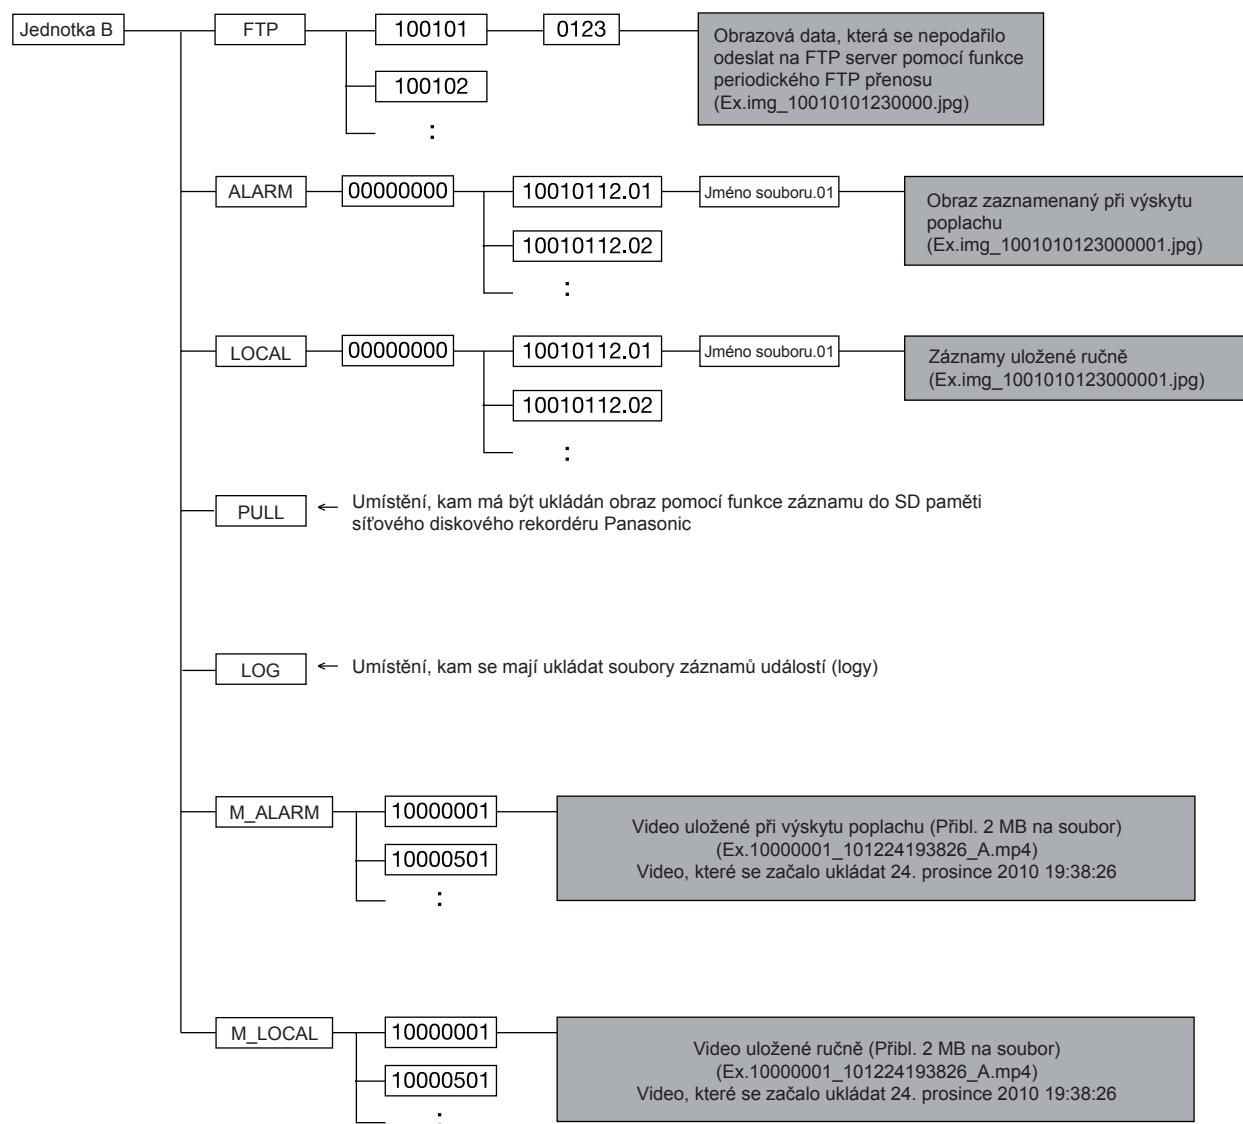 Jednotka B
FTP
100101
0123
Obrazová data, která se nepodařilo
odeslat na FTP server pomocí funkce
periodického FTP přenosu
(Ex.img_10010101230000.jpg)
100102
:
ALARM
00000000
10010112.01
Jméno souboru.01
Obraz zaznamenaný při výskytu
poplachu
(Ex.img_1001010123000001.jpg)
10010112.02
:
LOCAL
00000000
10010112.01
Jméno souboru.01
Záznamy uložené ručně
(Ex.img_1001010123000001.jpg)
10010112.02
:
PULL
Umístění, kam má být ukládán obraz pomocí funkce záznamu do SD paměti
síťového diskového rekordéru Panasonic
LOG
Umístění, kam se mají ukládat soubory záznamů událostí (logy)
M_ALARM
10000001
Video uložené při výskytu poplachu (Přibl. 2 MB na soubor)
(Ex.10000001_101224193826_A.mp4)
Video, které se začalo ukládat 24. prosince 2010 19:38:26
10000501
:
M_LOCAL
10000001
Video uložené ručně (Přibl. 2 MB na soubor)
(Ex.10000001_101224193826_A.mp4)
Video, které se začalo ukládat 24. prosince 2010 19:38:26
10000501
: